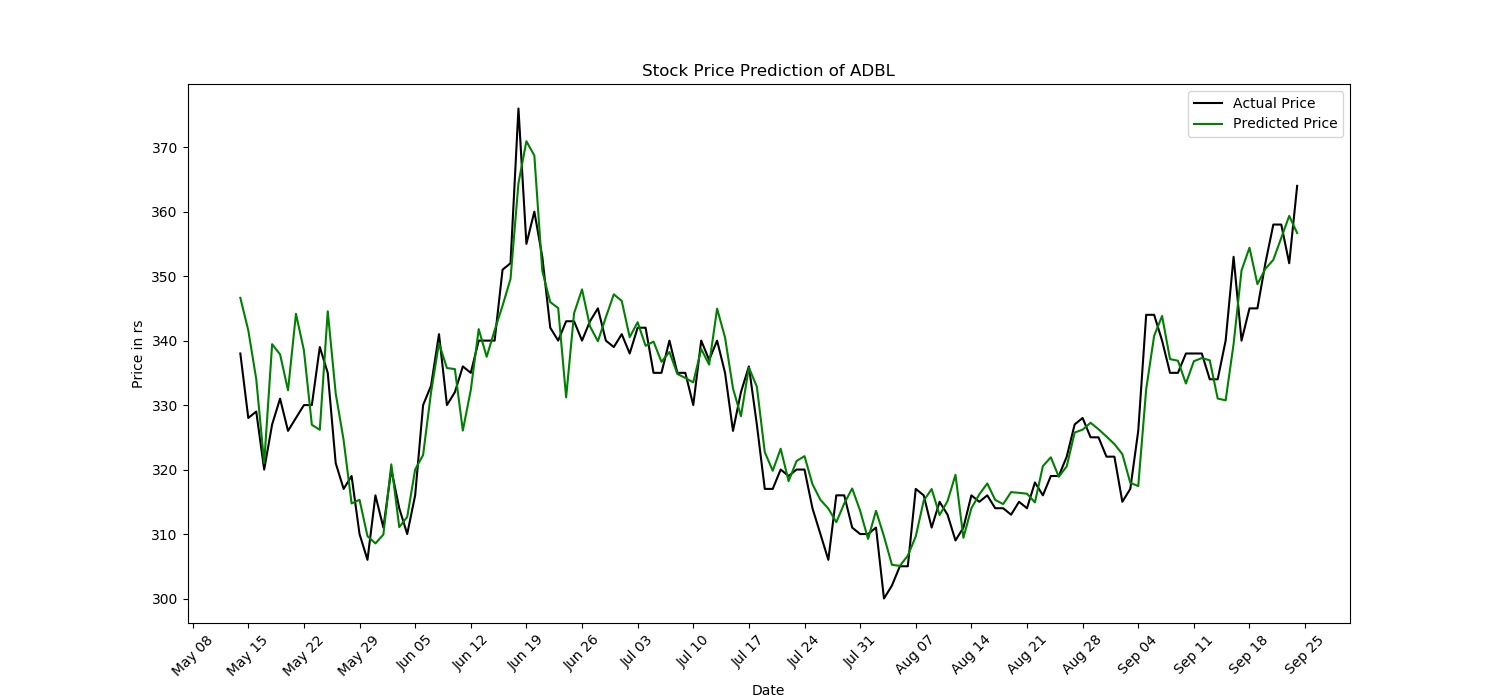 Stock Price Prediction of ADBL
Actual Price
Predicted Price
Price in rs
370
360
350
340
330
320
310
300
May 08
May 15
May 22
May 29
Jun 05
Jun 12
Jun 19
Jun 26
Jul 03
Jul 10
Jul 17
Jul 24
Jul 31
Aug 07
Aug 14
Aug 21
Aug 28
Sep 04
Sep 11
Sep 18
Sep 25
Date